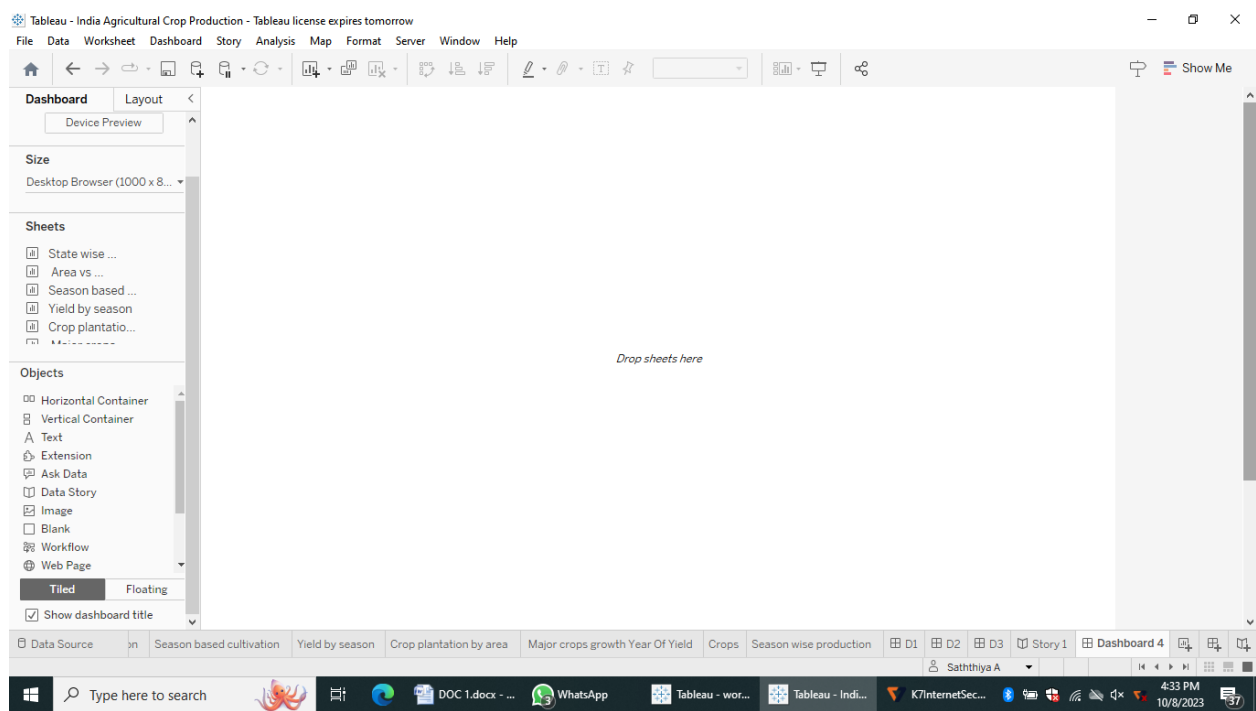 Tableau - India Agricultural Crop Production - Tableau license expires tomorrow
File Data Worksheet Dashboard Story Analysis Map Format Server Window Help
Show Me
Dashboard Layout
Device Preview
Size
Desktop Browser (1000 x 8...
Sheets
State wise ...
Area vs ...
Season based ...
Yield by season
Crop plantatio...
Major crops
Drop sheets here
Objects
Horizontal Container
Vertical Container
A Text
Extension
Ask Data
Data Story
Image
Blank
Workflow
Web Page
Tiled Floating
Show dashboard title
Data Source on Season based cultivation Yield by season Crop plantation by area Major crops growth Year Of Yield Crops Season wise production D1 D2 D3 Story 1 Dashboard 4
Saththiya A
Type here to search DOC 1.docx - ... WhatsApp 3 Tableau - wor... Tableau - Indi... K7InternetSec... 4:33 PM
10/8/2023 37